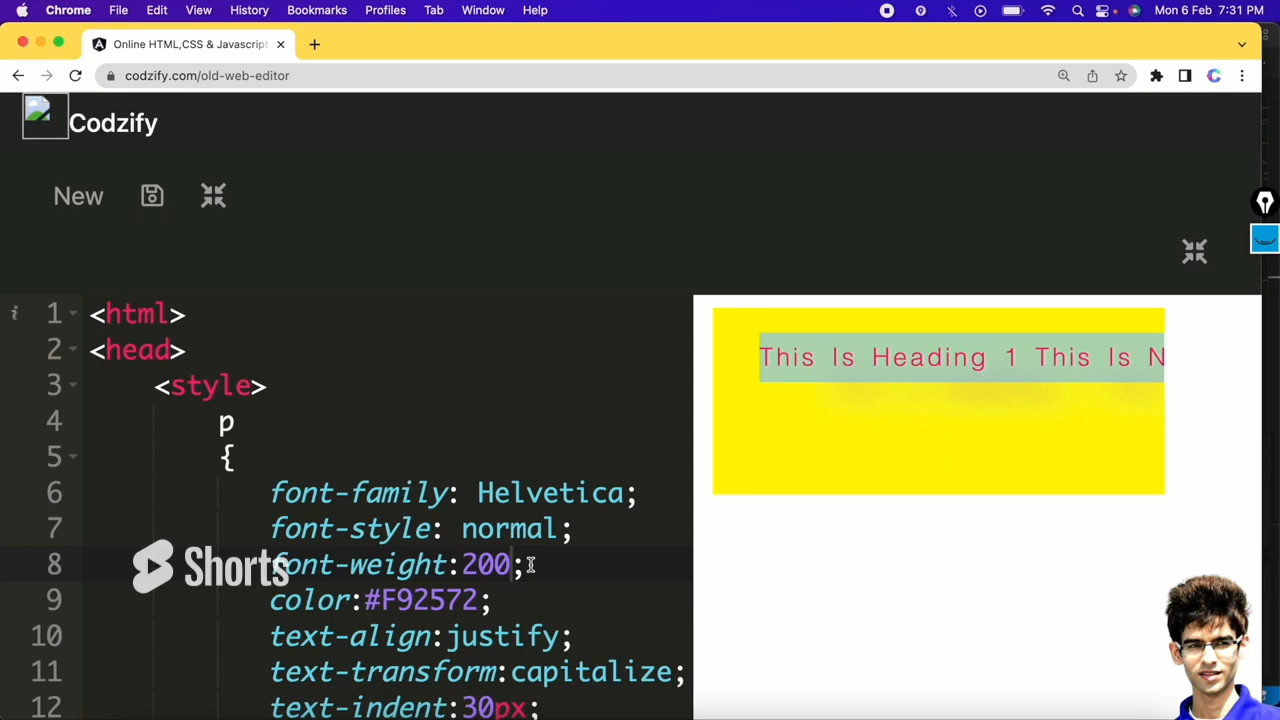 Chrome File Edit View History Bookmarks Profiles Tab Window Help Mon 6 Feb 7:31 PM
Online HTML,CSS & Javascript
codzify.com/old-web-editor
Codzify
New
1 <html>
2 <head>
3 <style>
4 p
5 {
6 font-family: Helvetica;
7 font-style: normal;
8 font-weight:200;
9 color:#F92572;
10 text-align:justify;
11 text-transform:capitalize;
12 text-indent:30px;
Shorts
This Is Heading 1 This Is N